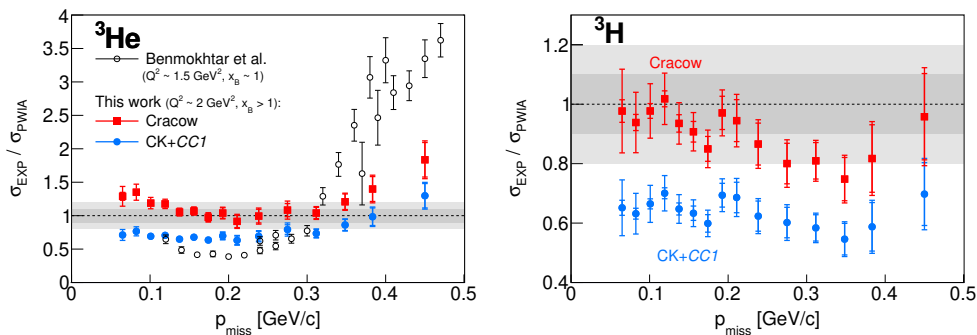 ³He
Benmokhtar et al.
(Q² ~ 1.5 GeV², x_B ~ 1)
This work (Q² ~ 2 GeV², x_B > 1):
Cracow
CK+CC1
σ_EXP / σ_PWIA
4
3.5
3
2.5
2
1.5
1
0.5
0
0 0.1 0.2 0.3 0.4 0.5
p_miss [GeV/c]
³H
Cracow
CK+CC1
σ_EXP / σ_PWIA
1.2
1
0.8
0.6
0.4
0 0.1 0.2 0.3 0.4 0.5
p_miss [GeV/c]